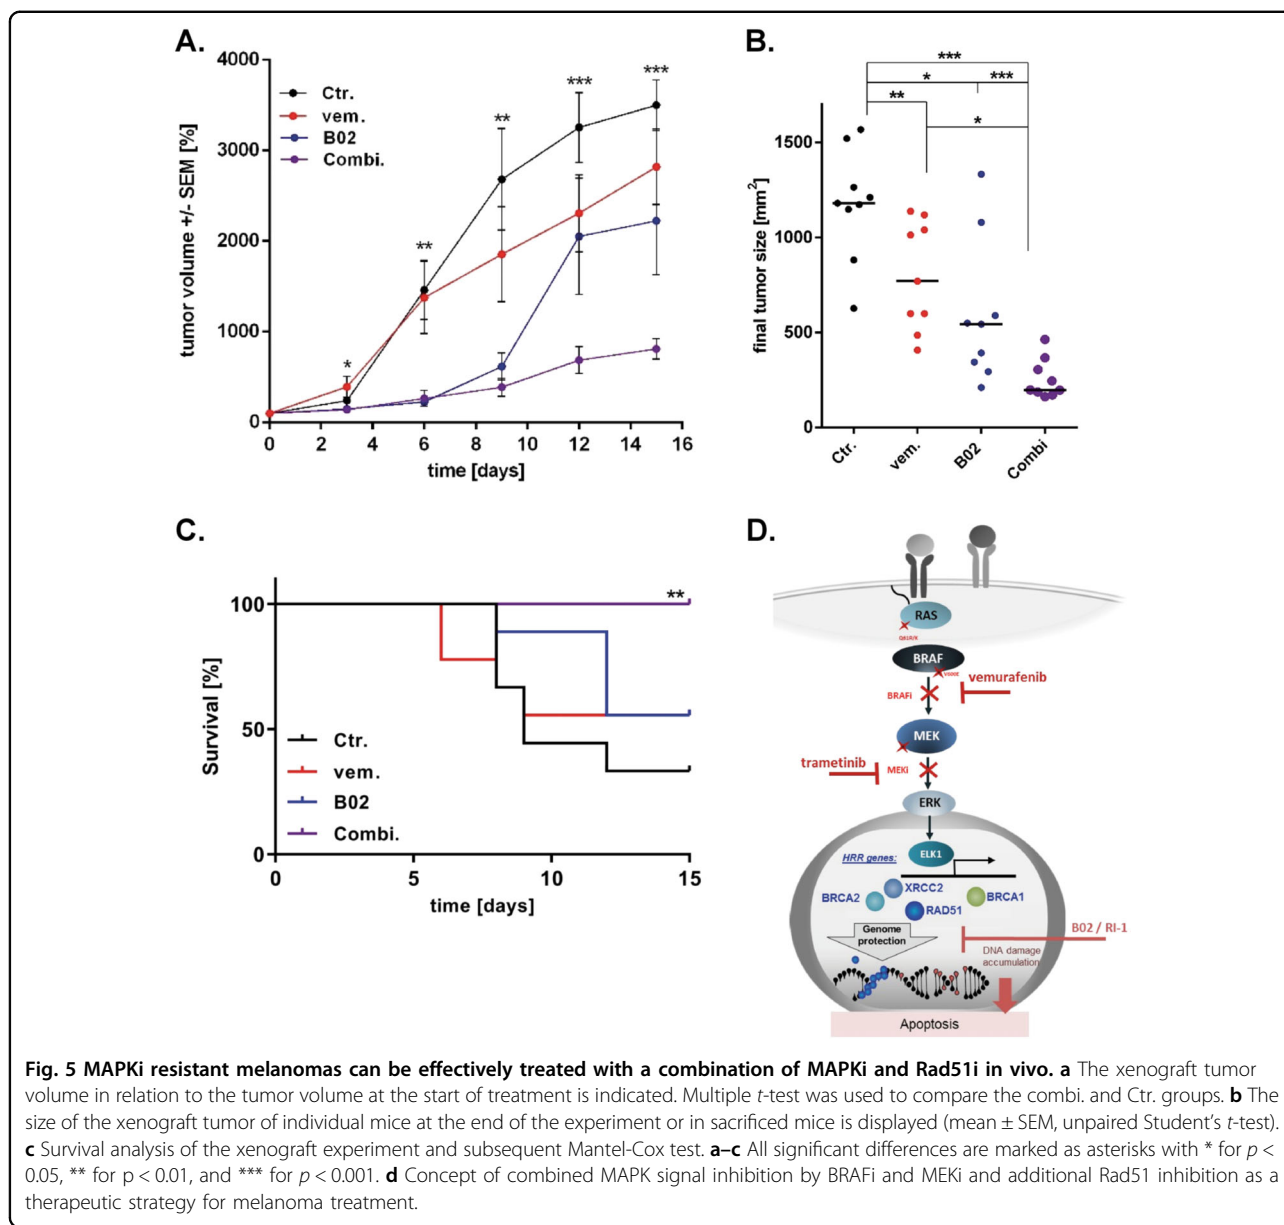 A.
4000
3000
2000
1000
0
tumor volume +/- SEM [%]
Ctr.
vem.
B02
Combi.
*
**
**
***
***
0 2 4 6 8 10 12 14 16
time [days]
B.
***
* ***
**
*
1500
1000
500
0
final tumor size [mm²]
Ctr. vem. B02 Combi
C.
100
50
0
Survival [%]
**
Ctr.
vem.
B02
Combi.
0 5 10 15
time [days]
D.
RAS
BRAF
vemurafenib
BRAFi
MEK
trametinib
MEKi
ERK
ELK1
HRR genes:
XRCC2
BRCA2
BRCA1
RAD51
B02 / RI-1
Genome
protection
DNA damage
accumulation
Apoptosis
Fig. 5 MAPKi resistant melanomas can be effectively treated with a combination of MAPKi and Rad51i in vivo. a The xenograft tumor
volume in relation to the tumor volume at the start of treatment is indicated. Multiple t-test was used to compare the combi. and Ctr. groups. b The
size of the xenograft tumor of individual mice at the end of the experiment or in sacrificed mice is displayed (mean ± SEM, unpaired Student's t-test).
c Survival analysis of the xenograft experiment and subsequent Mantel-Cox test. a–c All significant differences are marked as asterisks with * for p <
0.05, ** for p < 0.01, and *** for p < 0.001. d Concept of combined MAPK signal inhibition by BRAFi and MEKi and additional Rad51 inhibition as a
therapeutic strategy for melanoma treatment.